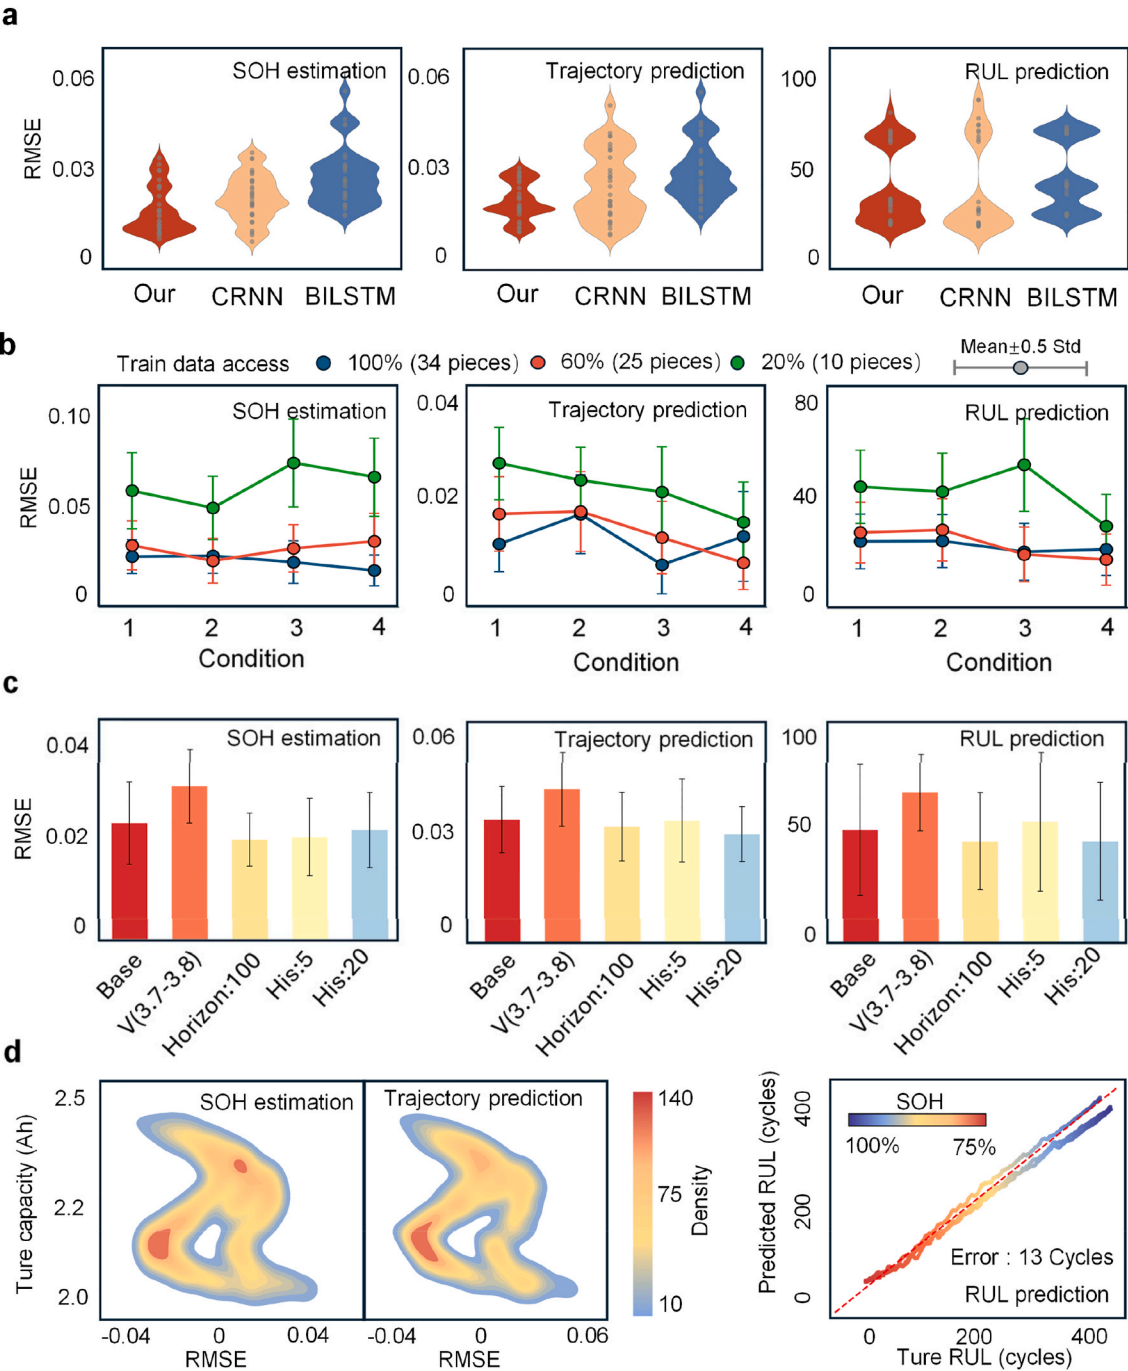 a
SOH estimation
Trajectory prediction
RUL prediction
0.06
0.03
0
RMSE
0.06
0.03
0
100
50
0
Our CRNN BILSTM
Our CRNN BILSTM
Our CRNN BILSTM
b
Train data access 100% (34 pieces) 60% (25 pieces) 20% (10 pieces)
Mean±0.5 Std
SOH estimation
Trajectory prediction
RUL prediction
0.10
0.05
0
RMSE
0.04
0.02
0
80
40
0
1 2 3 4
1 2 3 4
1 2 3 4
Condition
Condition
Condition
c
SOH estimation
Trajectory prediction
RUL prediction
0.04
0.02
0
RMSE
0.06
0.03
0
100
50
0
Base V(3.7-3.8) Horizon:100 His:5 His:20
Base V(3.7-3.8) Horizon:100 His:5 His:20
Base V(3.7-3.8) Horizon:100 His:5 His:20
d
SOH estimation
Trajectory prediction
2.5
2.2
2.0
Ture capacity (Ah)
-0.04 0 0.04
RMSE
-0.04 0 0.06
RMSE
140
75
10
Density
SOH
100% 75%
Error : 13 Cycles
RUL prediction
400
200
0
Predicted RUL (cycles)
0 200 400
Ture RUL (cycles)